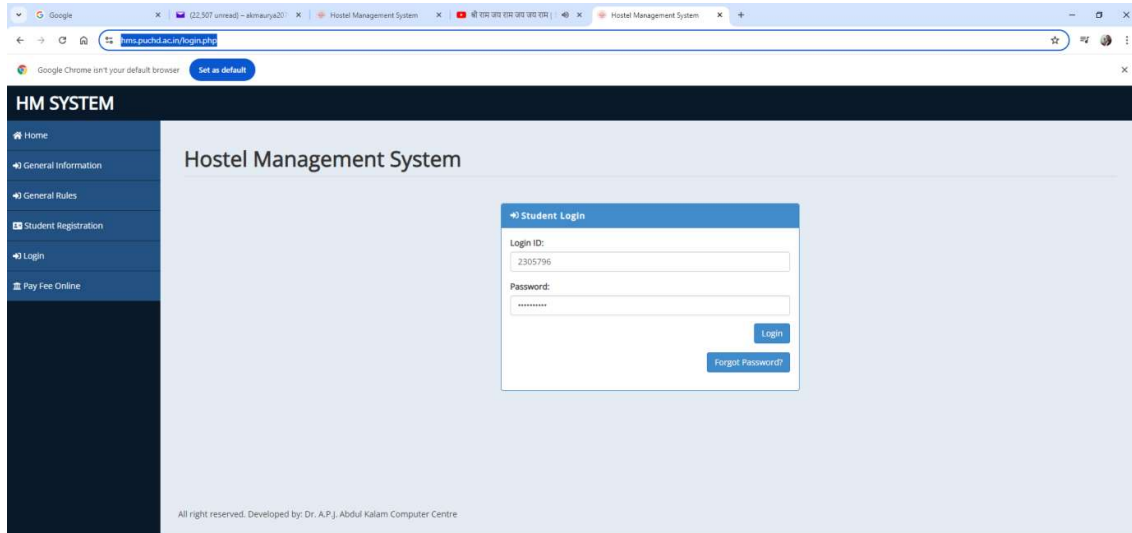 Google
(22,507 unread) – akmaurya20
Hostel Management System
श्री राम जय राम जय जय राम |
Hostel Management System
hms.puchd.ac.in/login.php
Google Chrome isn't your default browser
Set as default
HM SYSTEM
Home
General Information
General Rules
Student Registration
Login
Pay Fee Online
Hostel Management System
Student Login
Login ID:
2305796
Password:
••••••••••
Login
Forgot Password?
All right reserved. Developed by: Dr. A.P.J. Abdul Kalam Computer Centre